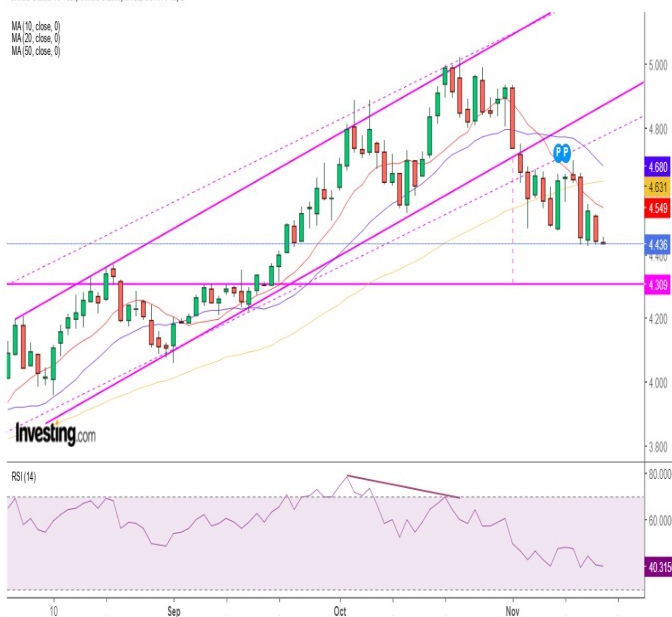 MA (10, close, 0)
MA (20, close, 0)
MA (50, close, 0)
5.000
4.800
4.680
4.631
4.549
4.436
4.400
4.309
4.200
4.000
3.800
P P
Investing.com
RSI (14)
80.000
60.000
40.315
10 Sep Oct Nov